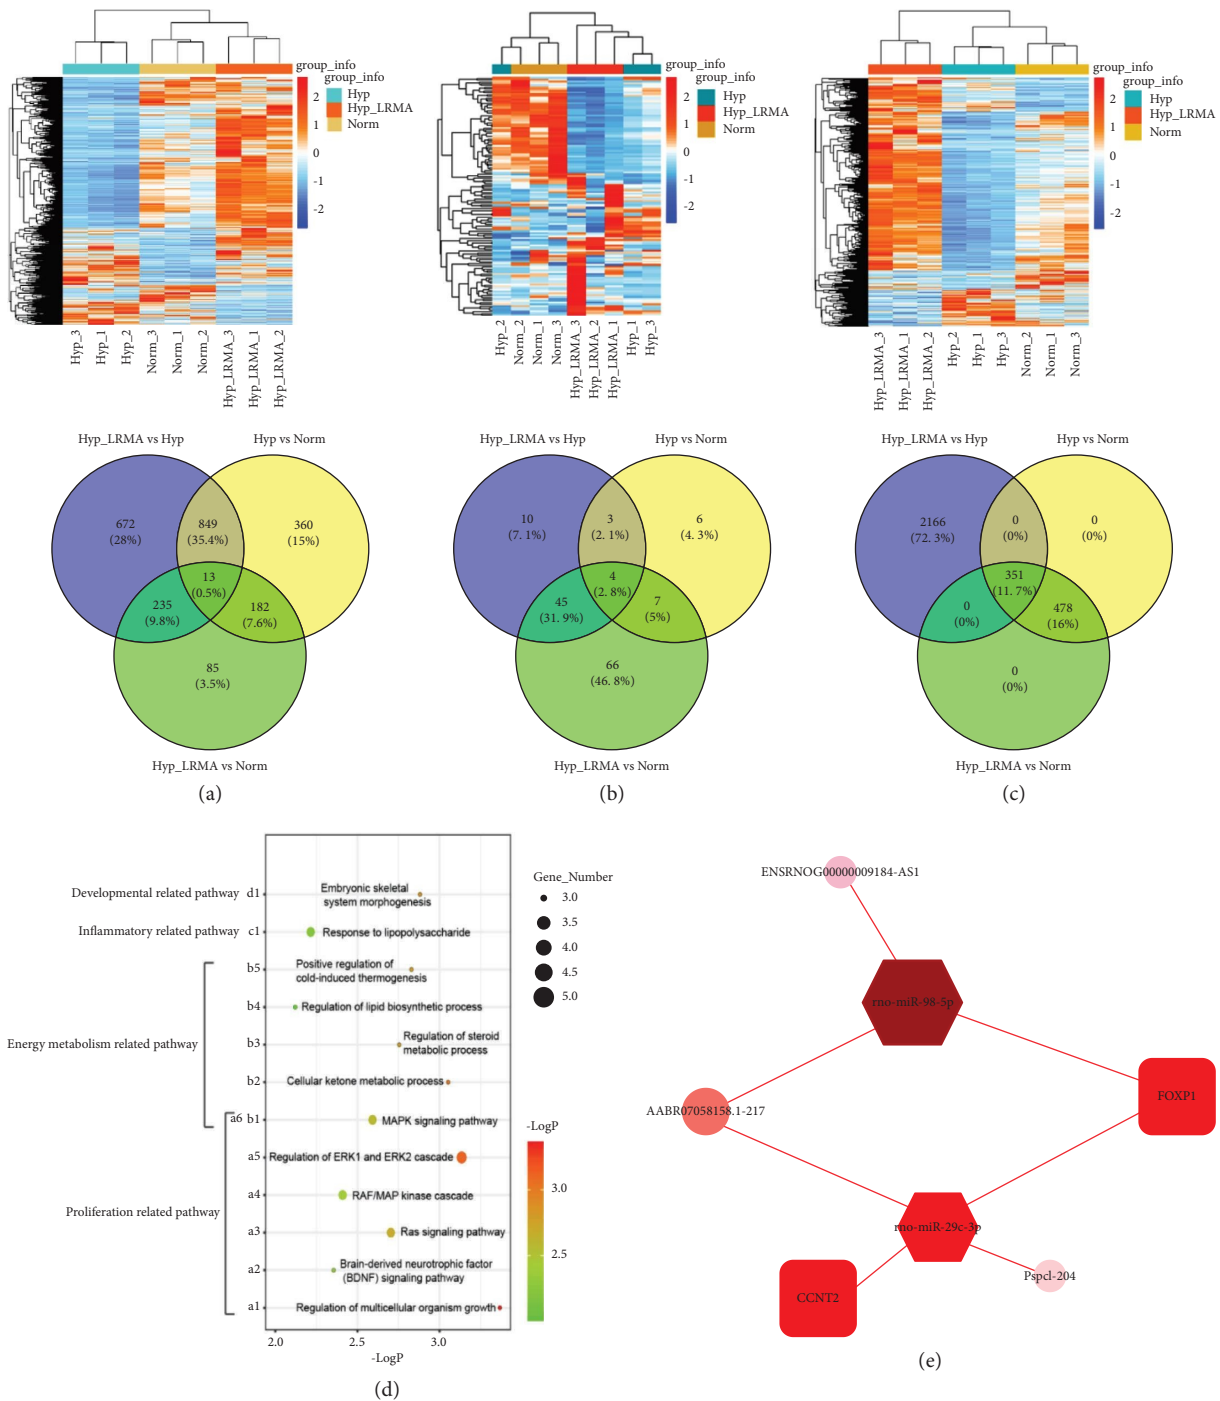 group_info
group_info
Hyp
Hyp_LRMA
Norm
2
1
0
-1
-2
Hyp_3
Hyp_1
Hyp_2
Norm_3
Norm_1
Norm_2
Hyp_LRMA_3
Hyp_LRMA_1
Hyp_LRMA_2
group_info
group_info
Hyp
Hyp_LRMA
Norm
2
1
0
-1
-2
Hyp_2
Norm_2
Norm_1
Norm_3
Hyp_LRMA_3
Hyp_LRMA_2
Hyp_LRMA_1
Hyp_1
Hyp_3
group_info
group_info
Hyp
Hyp_LRMA
Norm
2
1
0
-1
-2
Hyp_LRMA_3
Hyp_LRMA_1
Hyp_LRMA_2
Hyp_2
Hyp_1
Hyp_3
Norm_2
Norm_1
Norm_3
Hyp_LRMA vs Hyp
Hyp vs Norm
672
(28%)
849
(35.4%)
360
(15%)
13
(0.5%)
235
(9.8%)
182
(7.6%)
85
(3.5%)
Hyp_LRMA vs Norm
(a)
Hyp_LRMA vs Hyp
Hyp vs Norm
10
(7. 1%)
3
(2. 1%)
6
(4. 3%)
4
(2. 8%)
45
(31. 9%)
7
(5%)
66
(46. 8%)
Hyp_LRMA vs Norm
(b)
Hyp_LRMA vs Hyp
Hyp vs Norm
2166
(72. 3%)
0
(0%)
0
(0%)
351
(11. 7%)
0
(0%)
478
(16%)
0
(0%)
Hyp_LRMA vs Norm
(c)
Developmental related pathway
d1
Embryonic skeletal
system morphogenesis
Inflammatory related pathway
c1
Response to lipopolysaccharide
b5
Positive regulation of
cold-induced thermogenesis
b4
Regulation of lipid biosynthetic process
Energy metabolism related pathway
b3
Regulation of steroid
metabolic process
b2
Cellular ketone metabolic process
a6 b1
MAPK signaling pathway
a5
Regulation of ERK1 and ERK2 cascade
a4
RAF/MAP kinase cascade
Proliferation related pathway
a3
Ras signaling pathway
a2
Brain-derived neurotrophic factor
(BDNF) signaling pathway
a1
Regulation of multicellular organism growth
2.0
2.5
3.0
-LogP
Gene_Number
3.0
3.5
4.0
4.5
5.0
-LogP
3.0
2.5
(d)
ENSRNOG00000009184-AS1
rno-miR-98-5p
FOXP1
AABR07058158.1-217
rno-miR-29c-3p
Pspcl-204
CCNT2
(e)